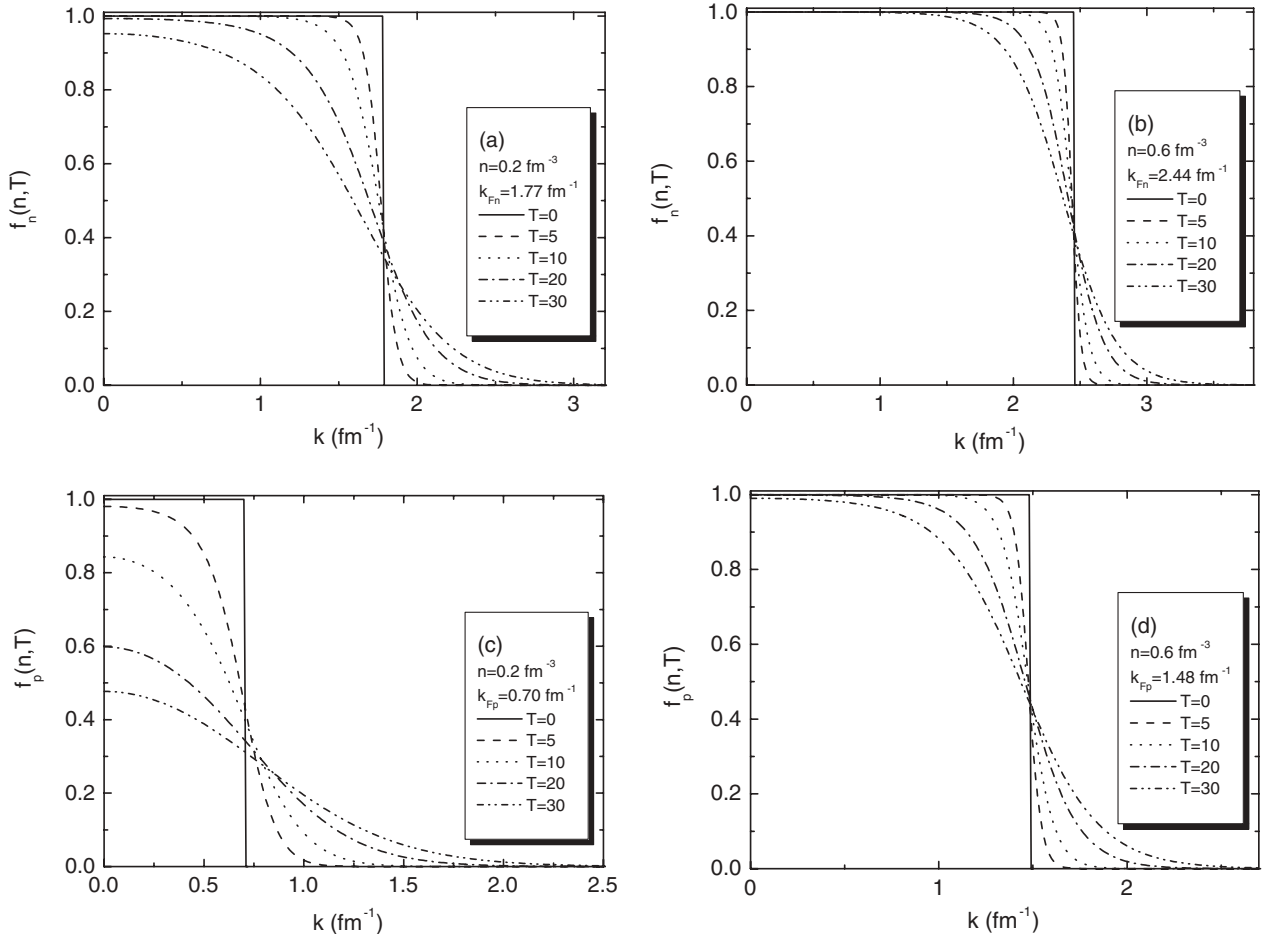 1.0
0.8
0.6
0.4
0.2
0.0
f_n(n,T)
0
1
2
3
k (fm⁻¹)
(a)
n=0.2 fm⁻³
k_Fn=1.77 fm⁻¹
T=0
T=5
T=10
T=20
T=30
1.0
0.8
0.6
0.4
0.2
0.0
f_n(n,T)
0
1
2
3
k (fm⁻¹)
(b)
n=0.6 fm⁻³
k_Fn=2.44 fm⁻¹
T=0
T=5
T=10
T=20
T=30
1.0
0.8
0.6
0.4
0.2
0.0
f_p(n,T)
0.0
0.5
1.0
1.5
2.0
2.5
k (fm⁻¹)
(c)
n=0.2 fm⁻³
k_Fp=0.70 fm⁻¹
T=0
T=5
T=10
T=20
T=30
1.0
0.8
0.6
0.4
0.2
0.0
f_p(n,T)
0
1
2
k (fm⁻¹)
(d)
n=0.6 fm⁻³
k_Fp=1.48 fm⁻¹
T=0
T=5
T=10
T=20
T=30